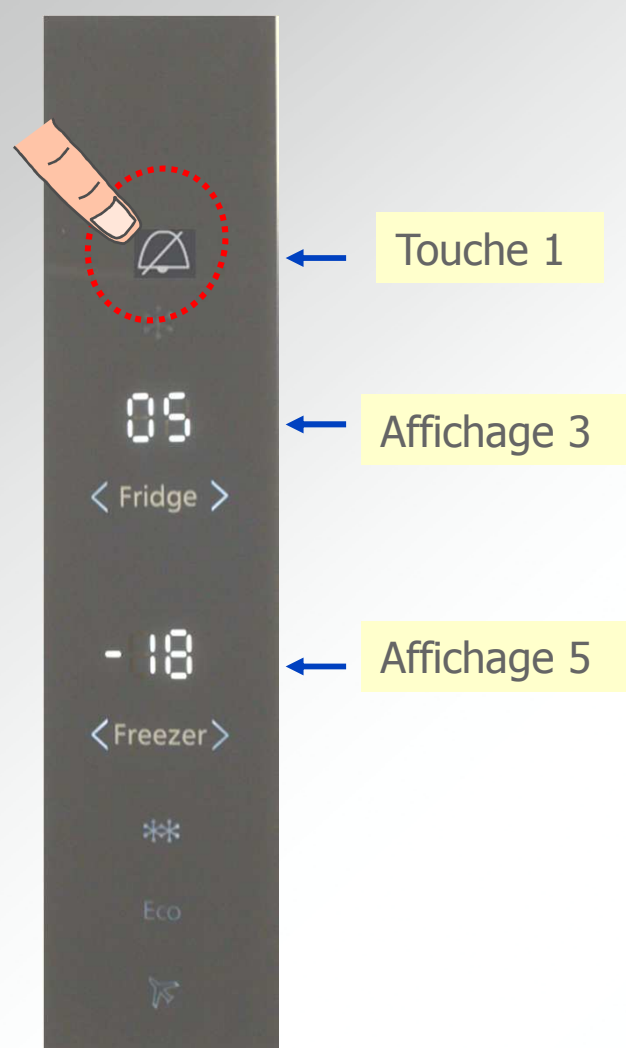 Touche 1
05
Affichage 3
< Fridge >
-18
Affichage 5
< Freezer >
Eco